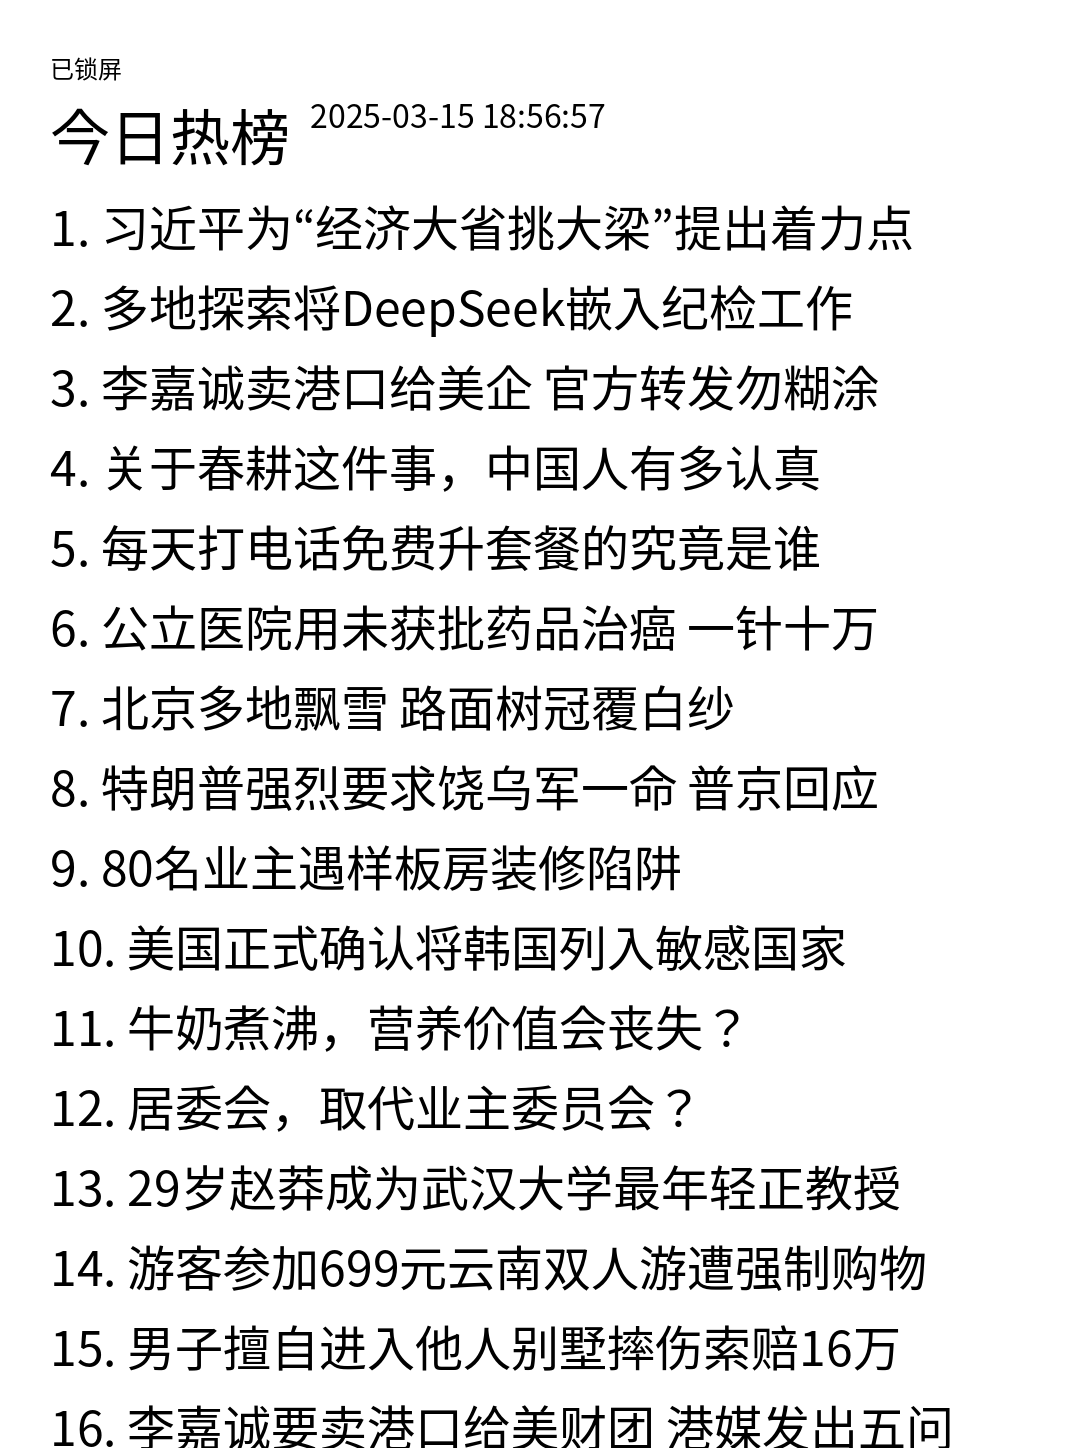 已锁屏
今日热榜 2025-03-15 18:56:57
1. 习近平为“经济大省挑大梁”提出着力点
2. 多地探索将DeepSeek嵌入纪检工作
3. 李嘉诚卖港口给美企 官方转发勿糊涂
4. 关于春耕这件事，中国人有多认真
5. 每天打电话免费升套餐的究竟是谁
6. 公立医院用未获批药品治癌 一针十万
7. 北京多地飘雪 路面树冠覆白纱
8. 特朗普强烈要求饶乌军一命 普京回应
9. 80名业主遇样板房装修陷阱
10. 美国正式确认将韩国列入敏感国家
11. 牛奶煮沸，营养价值会丧失？
12. 居委会，取代业主委员会？
13. 29岁赵莽成为武汉大学最年轻正教授
14. 游客参加699元云南双人游遭强制购物
15. 男子擅自进入他人别墅摔伤索赔16万
16. 李嘉诚要卖港口给美财团 港媒发出五问